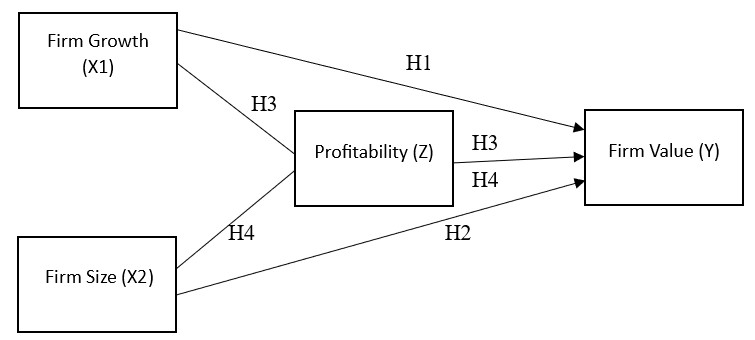 Firm Growth
(X1)
H1
H3
Profitability (Z)
H3
H4
Firm Value (Y)
H4
H2
Firm Size (X2)